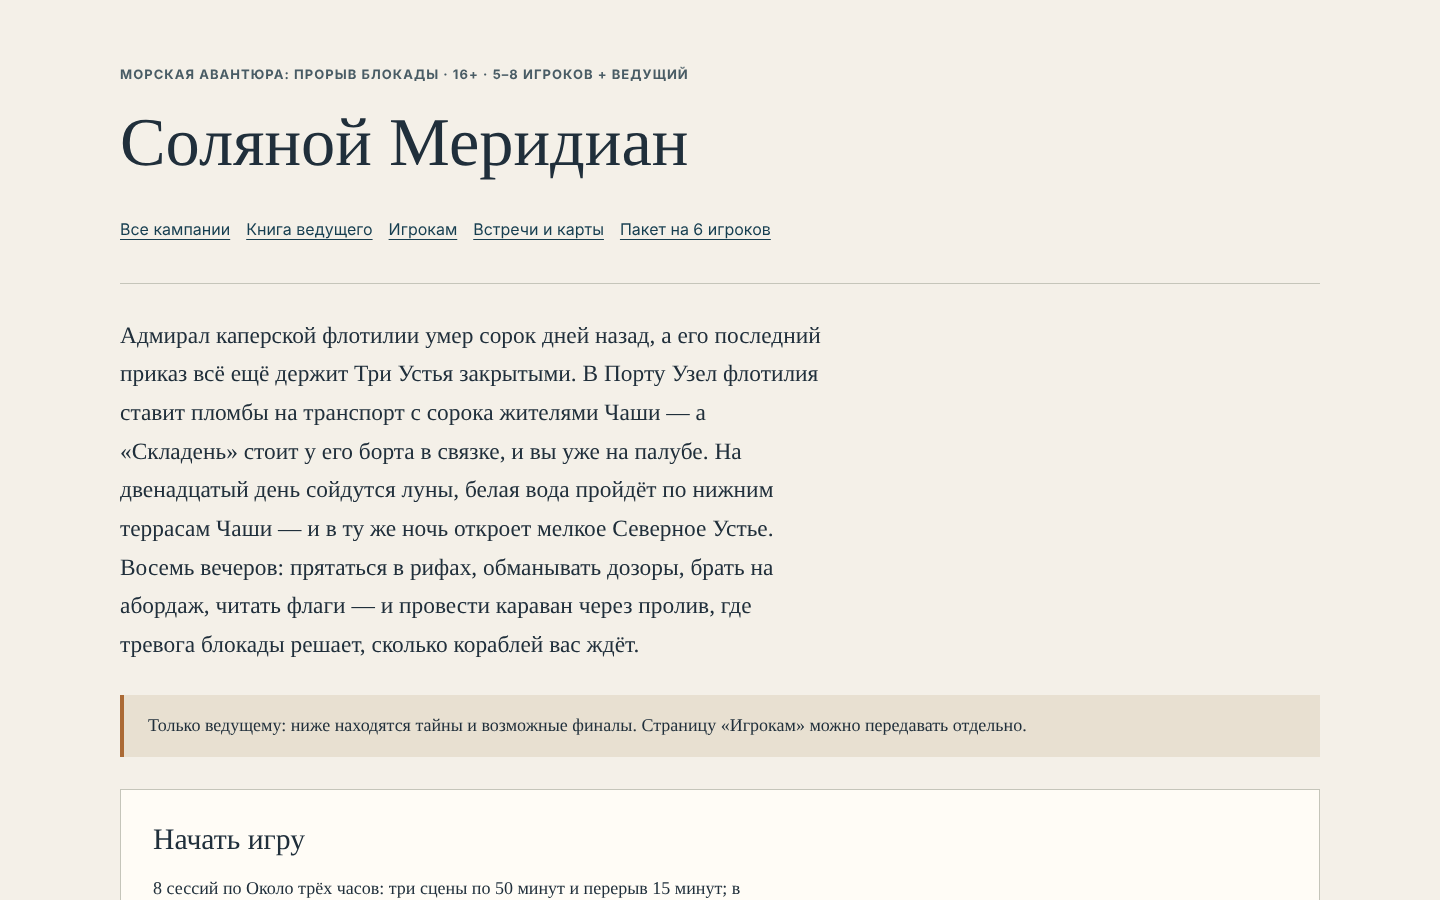 МОРСКАЯ АВАНТЮРА: ПРОРЫВ БЛОКАДЫ · 16+ · 5–8 ИГРОКОВ + ВЕДУЩИЙ
Соляной Меридиан
Все кампании Книга ведущего Игрокам Встречи и карты Пакет на 6 игроков
Адмирал каперской флотилии умер сорок дней назад, а его последний
приказ всё ещё держит Три Устья закрытыми. В Порту Узел флотилия
ставит пломбы на транспорт с сорока жителями Чаши — а
«Складень» стоит у его борта в связке, и вы уже на палубе. На
двенадцатый день сойдутся луны, белая вода пройдёт по нижним
террасам Чаши — и в ту же ночь откроет мелкое Северное Устье.
Восемь вечеров: прятаться в рифах, обманывать дозоры, брать на
абордаж, читать флаги — и провести караван через пролив, где
тревога блокады решает, сколько кораблей вас ждёт.
Только ведущему: ниже находятся тайны и возможные финалы. Страницу «Игрокам» можно передавать отдельно.
Начать игру
8 сессий по Около трёх часов: три сцены по 50 минут и перерыв 15 минут; в